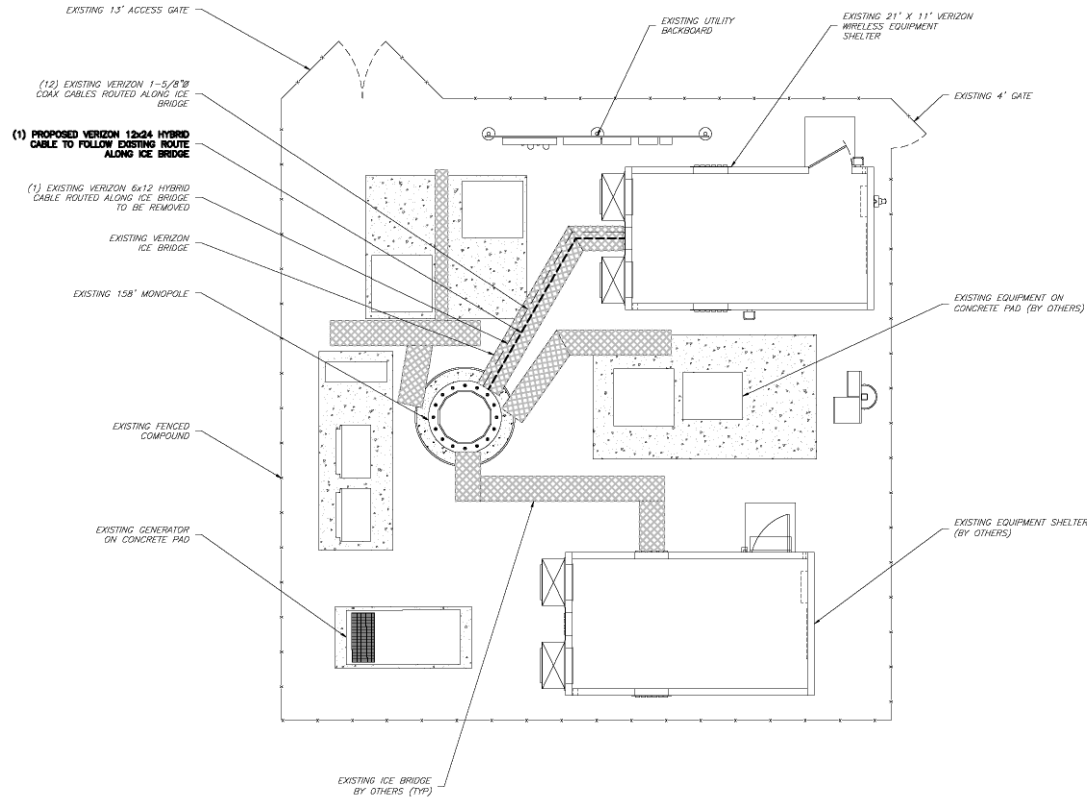 EXISTING 13' ACCESS GATE
(12) EXISTING VERIZON 1-5/8"Ø
COAX CABLES ROUTED ALONG ICE
BRIDGE
(1) PROPOSED VERIZON 12x24 HYBRID
CABLE TO FOLLOW EXISTING ROUTE
ALONG ICE BRIDGE
(1) EXISTING VERIZON 6x12 HYBRID
CABLE ROUTED ALONG ICE BRIDGE
TO BE REMOVED
EXISTING VERIZON
ICE BRIDGE
EXISTING 158' MONOPOLE
EXISTING FENCED
COMPOUND
EXISTING GENERATOR
ON CONCRETE PAD
EXISTING ICE BRIDGE
BY OTHERS (TYP)
EXISTING UTILITY
BACKBOARD
EXISTING 21' X 11' VERIZON
WIRELESS EQUIPMENT
SHELTER
EXISTING 4' GATE
EXISTING EQUIPMENT ON
CONCRETE PAD (BY OTHERS)
EXISTING EQUIPMENT SHELTER
(BY OTHERS)